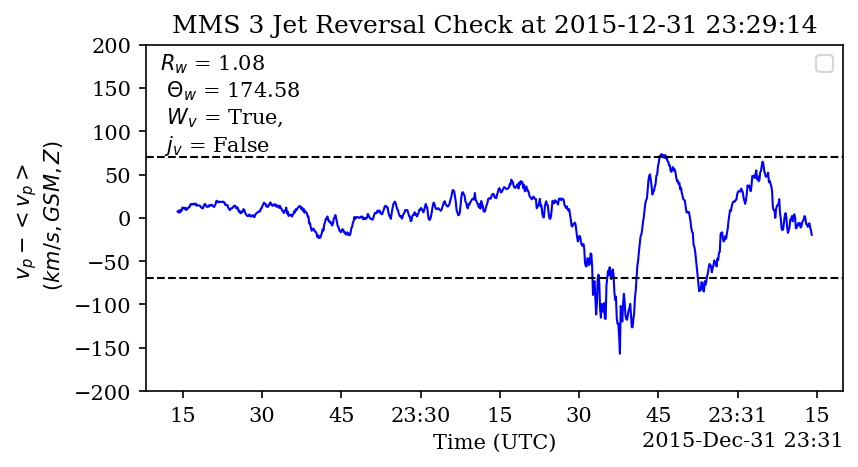 MMS 3 Jet Reversal Check at 2015-12-31 23:29:14
v_p − < v_p >
(km/s, GSM, Z)
200
150
100
50
0
−50
−100
−150
−200
R_w = 1.08
Θ_w = 174.58
W_v = True,
j_v = False
15 30 45 23:30 15 30 45 23:31 15
Time (UTC)
2015-Dec-31 23:31